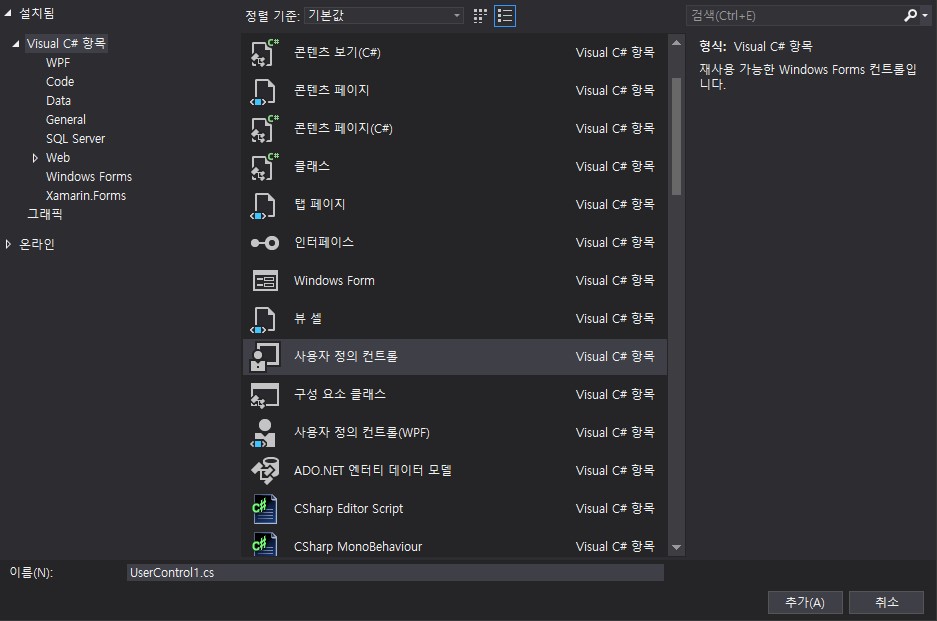 설치됨
Visual C# 항목
WPF
Code
Data
General
SQL Server
Web
Windows Forms
Xamarin.Forms
그래픽
온라인
정렬 기준: 기본값
콘텐츠 보기(C#) Visual C# 항목
콘텐츠 페이지 Visual C# 항목
콘텐츠 페이지(C#) Visual C# 항목
클래스 Visual C# 항목
탭 페이지 Visual C# 항목
인터페이스 Visual C# 항목
Windows Form Visual C# 항목
뷰 셀 Visual C# 항목
사용자 정의 컨트롤 Visual C# 항목
구성 요소 클래스 Visual C# 항목
사용자 정의 컨트롤(WPF) Visual C# 항목
ADO.NET 엔터티 데이터 모델 Visual C# 항목
CSharp Editor Script Visual C# 항목
CSharp MonoBehaviour Visual C# 항목
검색(Ctrl+E)
형식: Visual C# 항목
재사용 가능한 Windows Forms 컨트롤입
니다.
이름(N): UserControl1.cs
추가(A) 취소